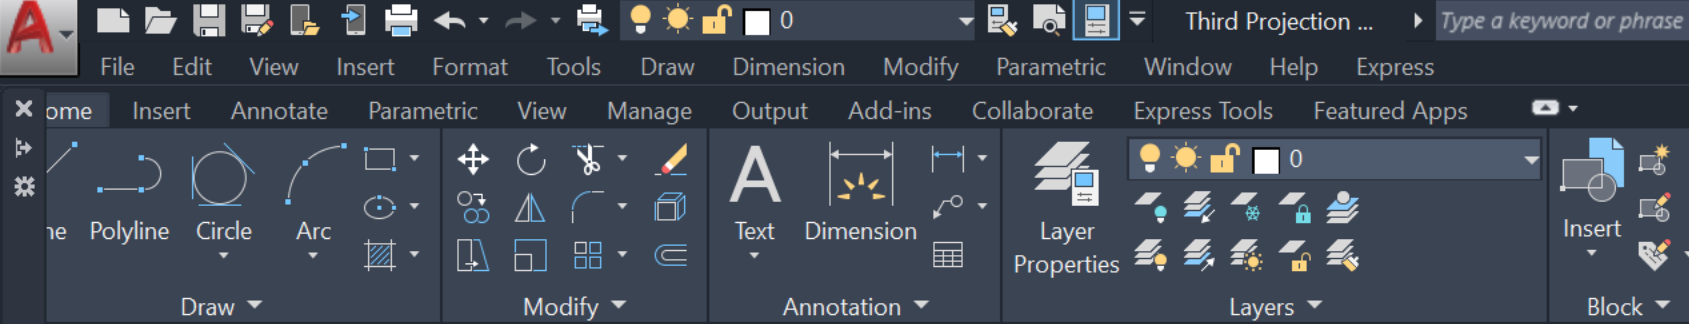 A 0 Third Projection ... Type a keyword or phrase
File Edit View Insert Format Tools Draw Dimension Modify Parametric Window Help Express
ome Insert Annotate Parametric View Manage Output Add-ins Collaborate Express Tools Featured Apps
0
ne Polyline Circle Arc Text Dimension Layer Properties Insert
Draw Modify Annotation Layers Block